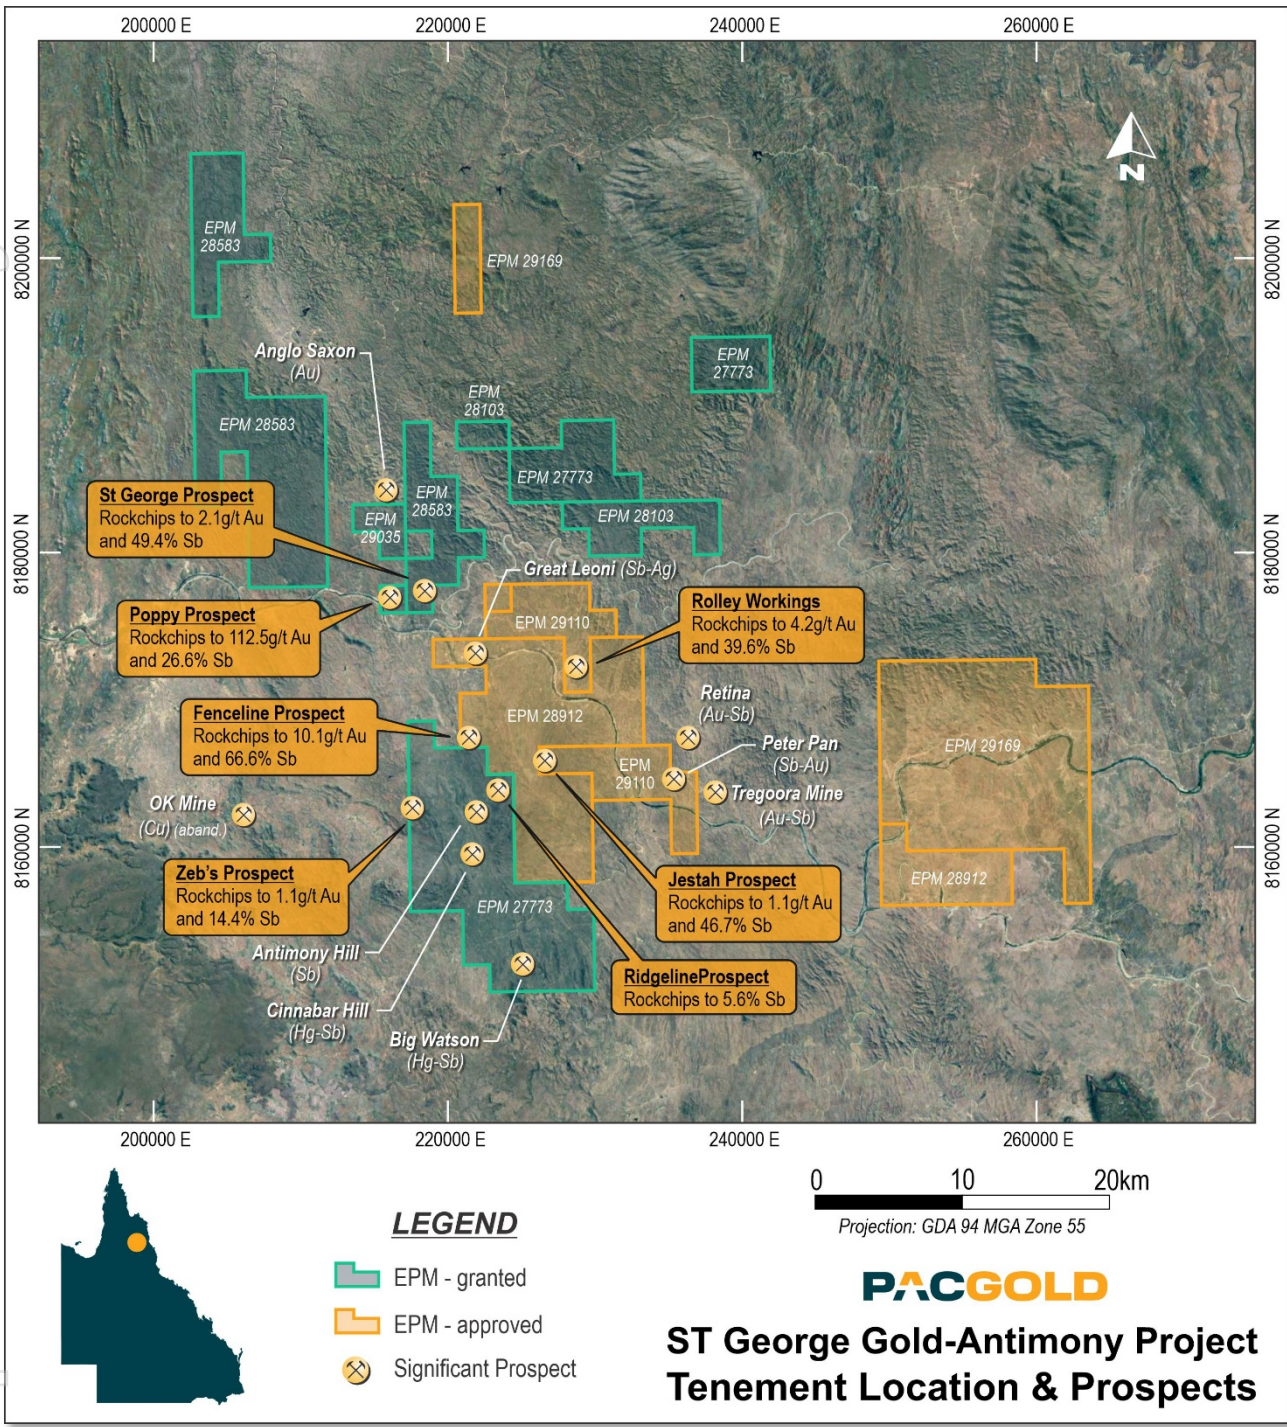 200000 E
220000 E
240000 E
260000 E
8200000 N
8180000 N
8160000 N
8200000 N
8180000 N
8160000 N
N
EPM
28583
EPM 29169
EPM
27773
Anglo Saxon
(Au)
EPM
28103
EPM 28583
EPM 27773
EPM
28583
EPM 28103
EPM
29035
St George Prospect
Rockchips to 2.1g/t Au
and 49.4% Sb
Great Leoni (Sb-Ag)
Poppy Prospect
Rockchips to 112.5g/t Au
and 26.6% Sb
EPM 29110
Rolley Workings
Rockchips to 4.2g/t Au
and 39.6% Sb
Fenceline Prospect
Rockchips to 10.1g/t Au
and 66.6% Sb
EPM 28912
Retina
(Au-Sb)
Peter Pan
(Sb-Au)
EPM 29169
EPM
29110
Tregoora Mine
(Au-Sb)
OK Mine
(Cu) (aband.)
Zeb's Prospect
Rockchips to 1.1g/t Au
and 14.4% Sb
Jestah Prospect
Rockchips to 1.1g/t Au
and 46.7% Sb
EPM 28912
EPM 27773
Antimony Hill
(Sb)
RidgelineProspect
Rockchips to 5.6% Sb
Cinnabar Hill
(Hg-Sb)
Big Watson
(Hg-Sb)
200000 E
220000 E
240000 E
260000 E
0 10 20km
Projection: GDA 94 MGA Zone 55
LEGEND
EPM - granted
EPM - approved
Significant Prospect
PACGOLD
ST George Gold-Antimony Project
Tenement Location & Prospects